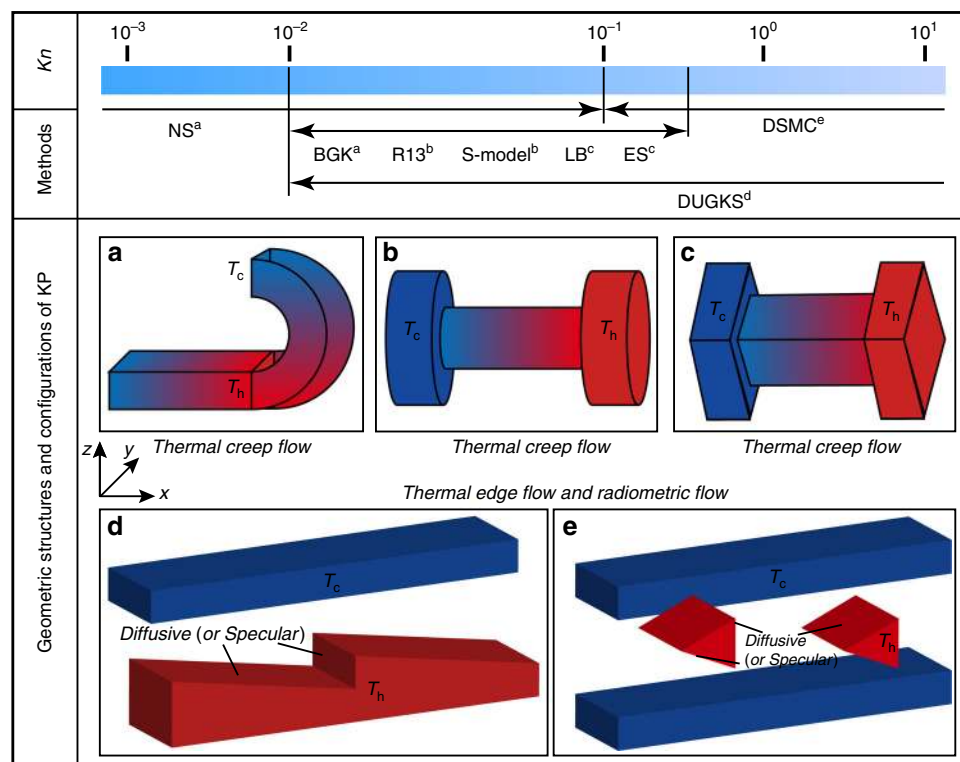 Kn
10⁻³ 10⁻² 10⁻¹ 10⁰ 10¹
Methods
NSᵃ DSMCᵉ
BGKᵃ R13ᵇ S-modelᵇ LBᶜ ESᶜ
DUGKSᵈ
Geometric structures and configurations of KP
a
T_c
T_h
Thermal creep flow
b
T_c
T_h
Thermal creep flow
c
T_c
T_h
Thermal creep flow
z
y
x
Thermal edge flow and radiometric flow
d
T_c
Diffusive (or Specular)
T_h
e
T_c
Diffusive
(or Specular)
T_h